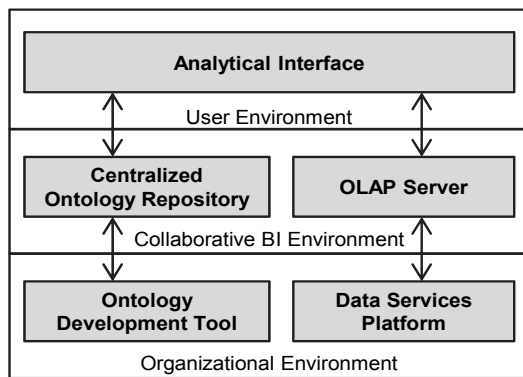 Analytical Interface
User Environment
Centralized
Ontology Repository
OLAP Server
Collaborative BI Environment
Ontology
Development Tool
Data Services
Platform
Organizational Environment